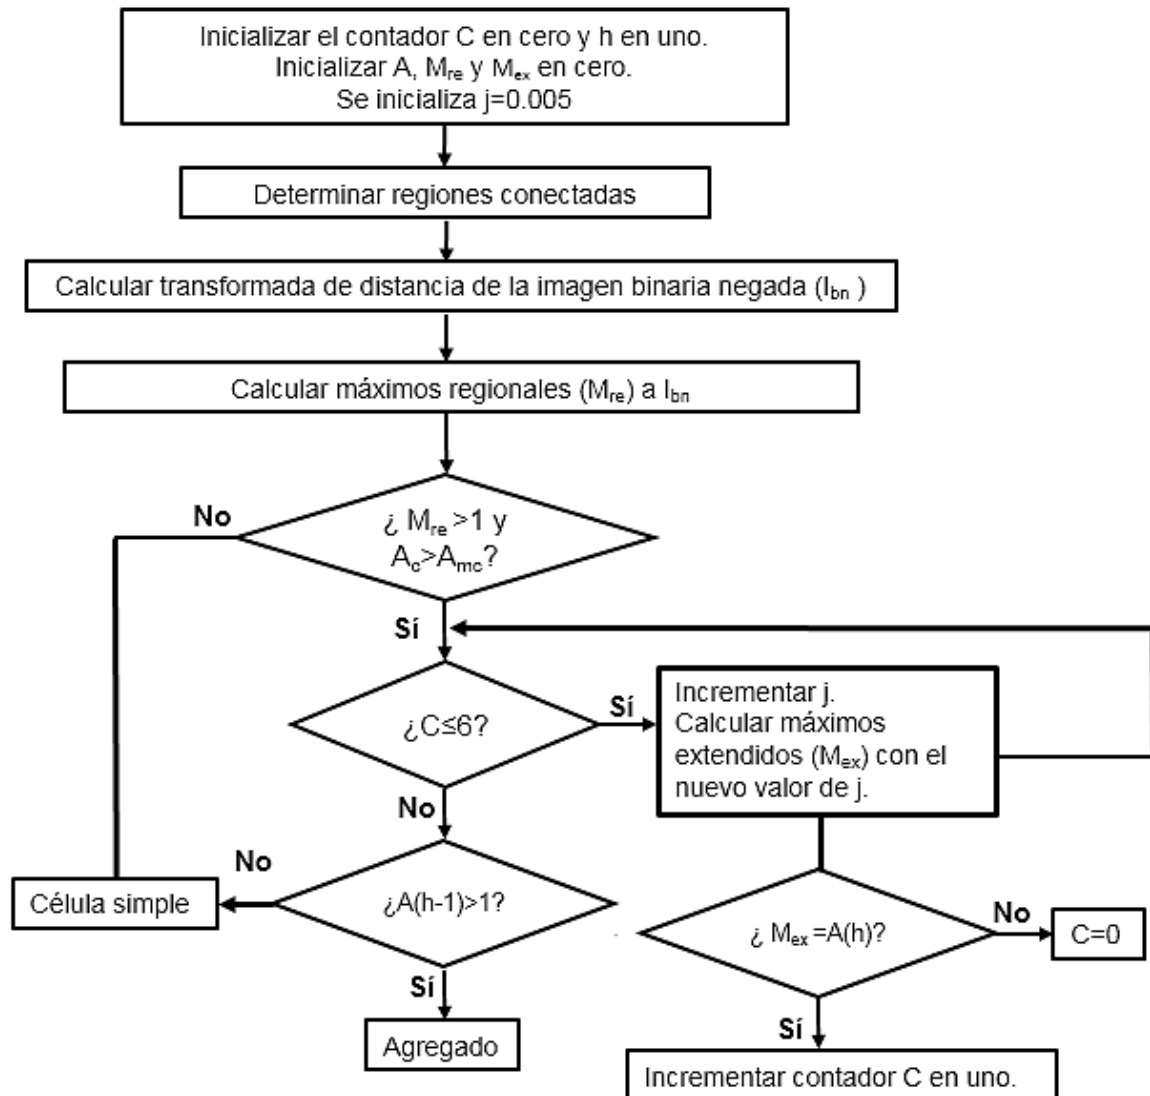 Inicializar el contador C en cero y h en uno.
Inicializar A, Mre y Mex en cero.
Se inicializa j=0.005
Determinar regiones conectadas
Calcular transformada de distancia de la imagen binaria negada (Ibn )
Calcular máximos regionales (Mre) a Ibn
No
¿ Mre >1 y
Ac>Amc?
Sí
¿C≤6?
Sí
Incrementar j.
Calcular máximos
extendidos (Mex) con el
nuevo valor de j.
No
No
Célula simple
¿A(h-1)>1?
¿ Mex =A(h)?
No
C=0
Sí
Agregado
Sí
Incrementar contador C en uno.